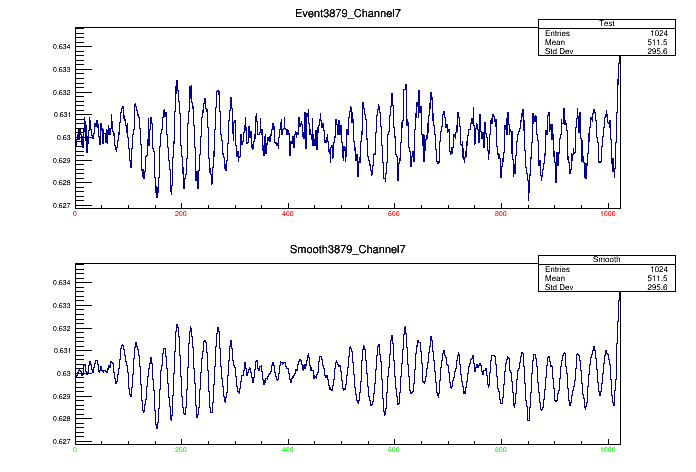 Event3879_Channel7
Test
Entries 1024
Mean 511.5
Std Dev 295.6
0.634
0.633
0.632
0.631
0.63
0.629
0.628
0.627
0 200 400 600 800 1000
Smooth3879_Channel7
Smooth
Entries 1024
Mean 511.5
Std Dev 295.6
0.634
0.633
0.632
0.631
0.63
0.629
0.628
0.627
0 200 400 600 800 1000